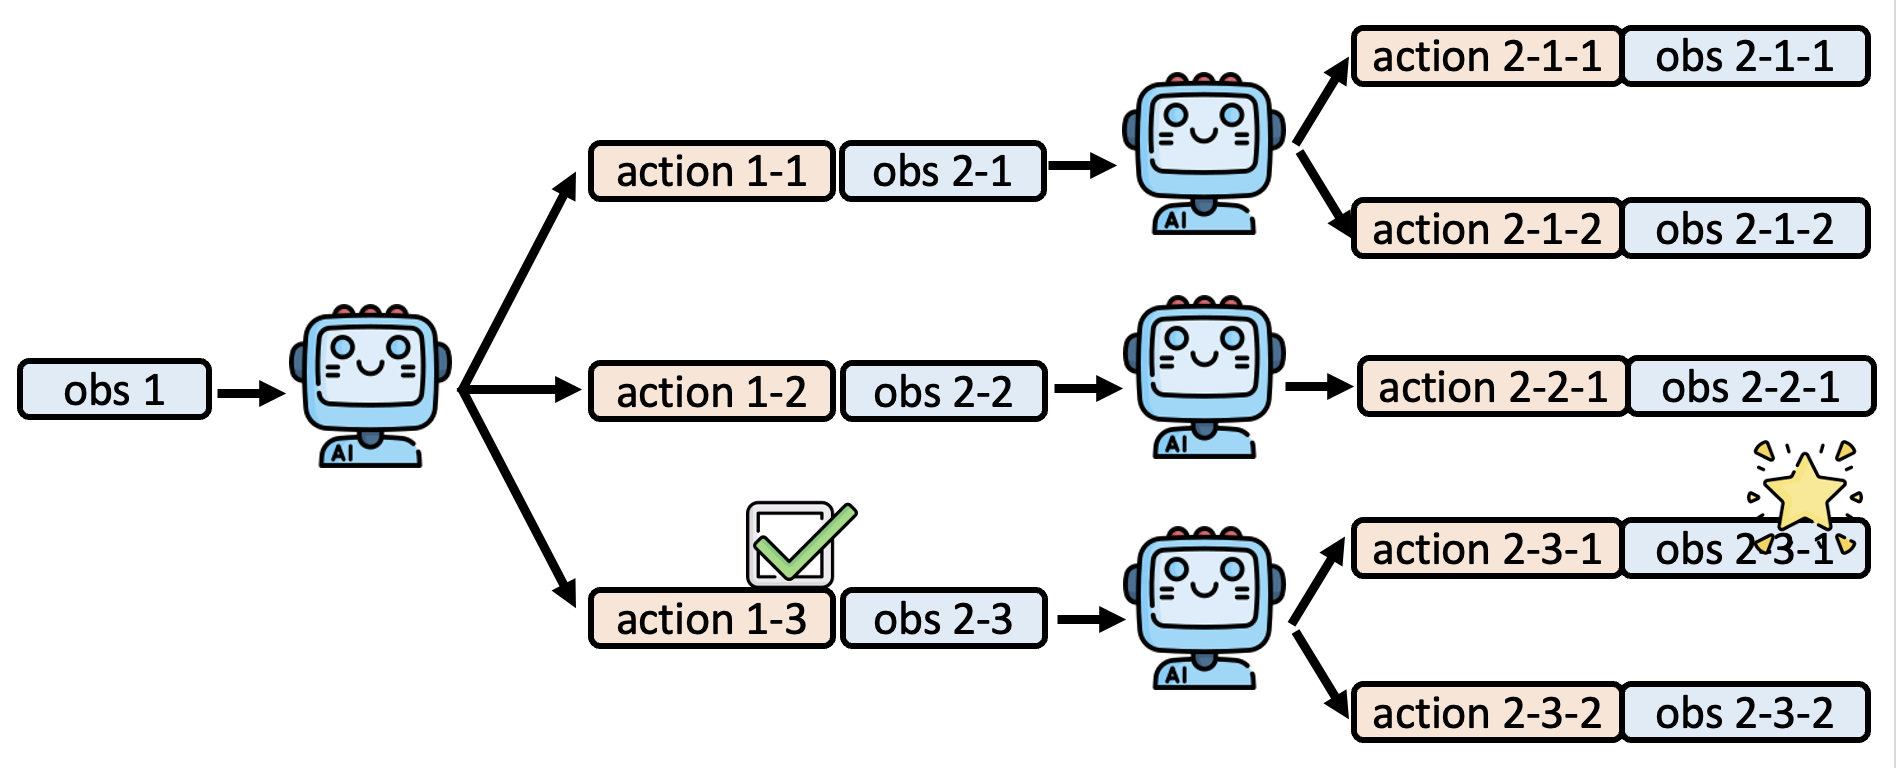 obs 1
AI
action 1-1
obs 2-1
AI
action 2-1-1
obs 2-1-1
action 2-1-2
obs 2-1-2
action 1-2
obs 2-2
AI
action 2-2-1
obs 2-2-1
action 1-3
obs 2-3
AI
action 2-3-1
obs 2-3-1
action 2-3-2
obs 2-3-2